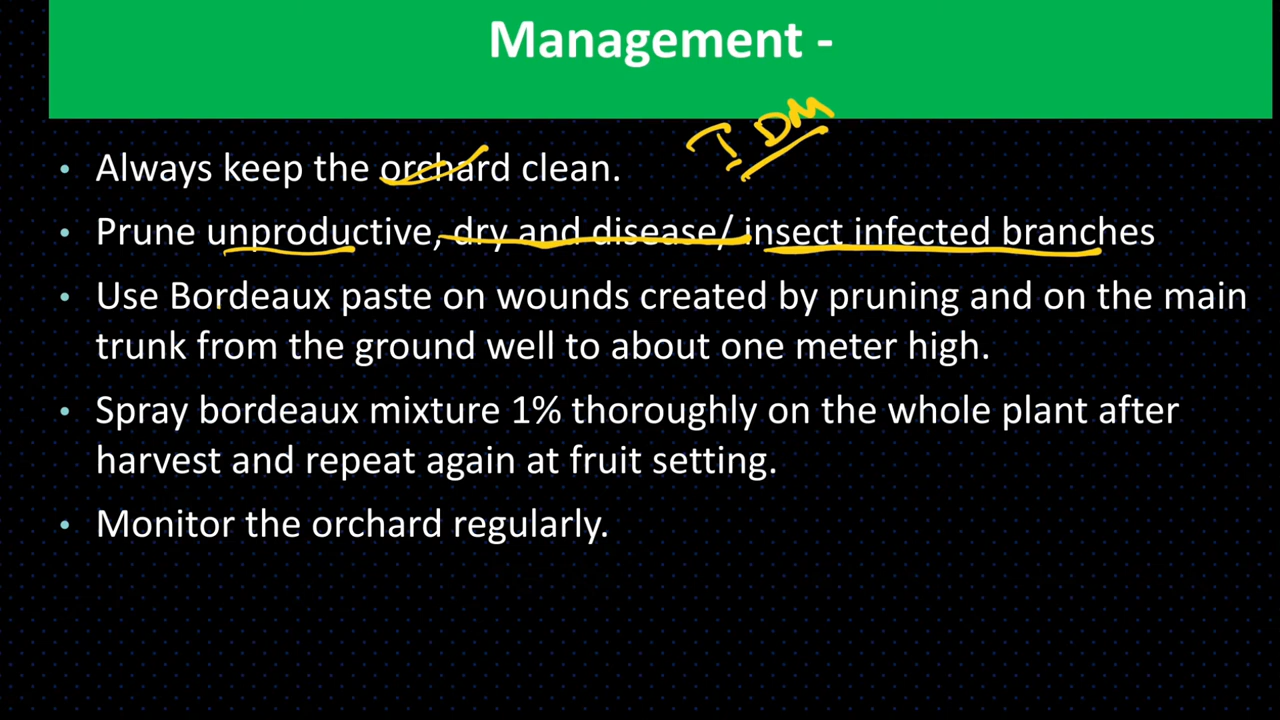 Management -
I DM
• Always keep the orchard clean.
• Prune unproductive, dry and disease/ insect infected branches
• Use Bordeaux paste on wounds created by pruning and on the main
trunk from the ground well to about one meter high.
• Spray bordeaux mixture 1% thoroughly on the whole plant after
harvest and repeat again at fruit setting.
• Monitor the orchard regularly.